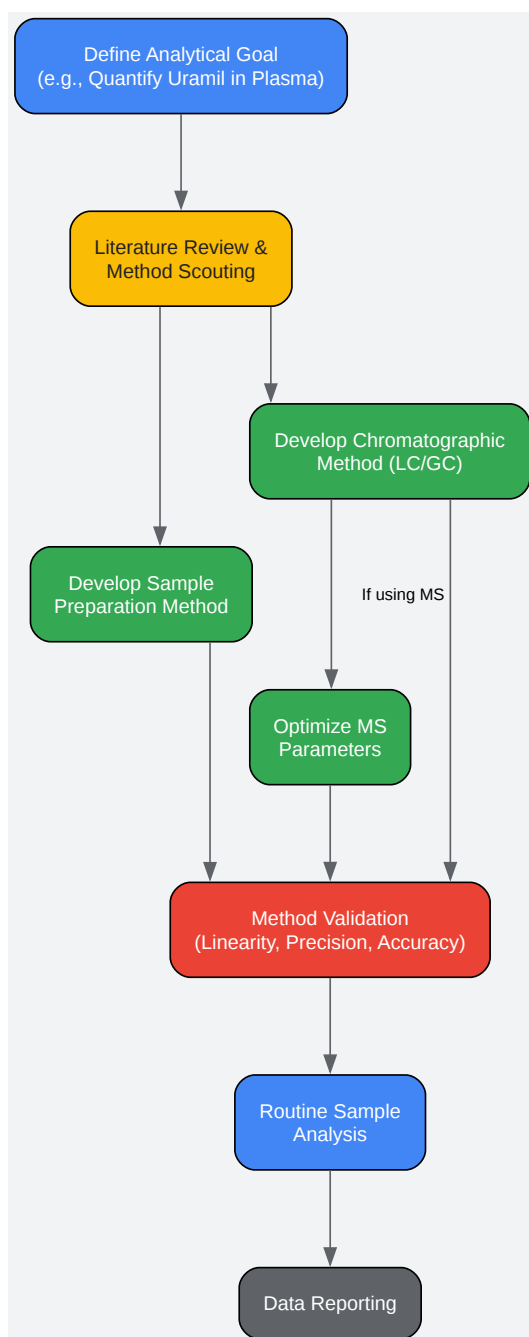 Define Analytical Goal
(e.g., Quantify Uramil in Plasma)
Literature Review &
Method Scouting
Develop Chromatographic
Method (LC/GC)
Develop Sample
Preparation Method
If using MS
Optimize MS
Parameters
Method Validation
(Linearity, Precision, Accuracy)
Routine Sample
Analysis
Data Reporting